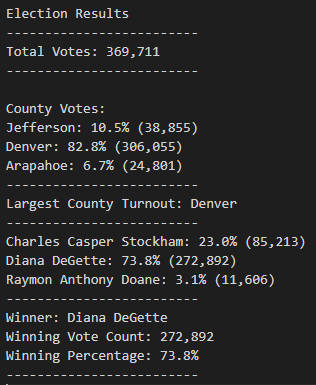 Election Results
-------------------------
Total Votes: 369,711
-------------------------
County Votes:
Jefferson: 10.5% (38,855)
Denver: 82.8% (306,055)
Arapahoe: 6.7% (24,801)
-------------------------
Largest County Turnout: Denver
-------------------------
Charles Casper Stockham: 23.0% (85,213)
Diana DeGette: 73.8% (272,892)
Raymon Anthony Doane: 3.1% (11,606)
-------------------------
Winner: Diana DeGette
Winning Vote Count: 272,892
Winning Percentage: 73.8%
-------------------------